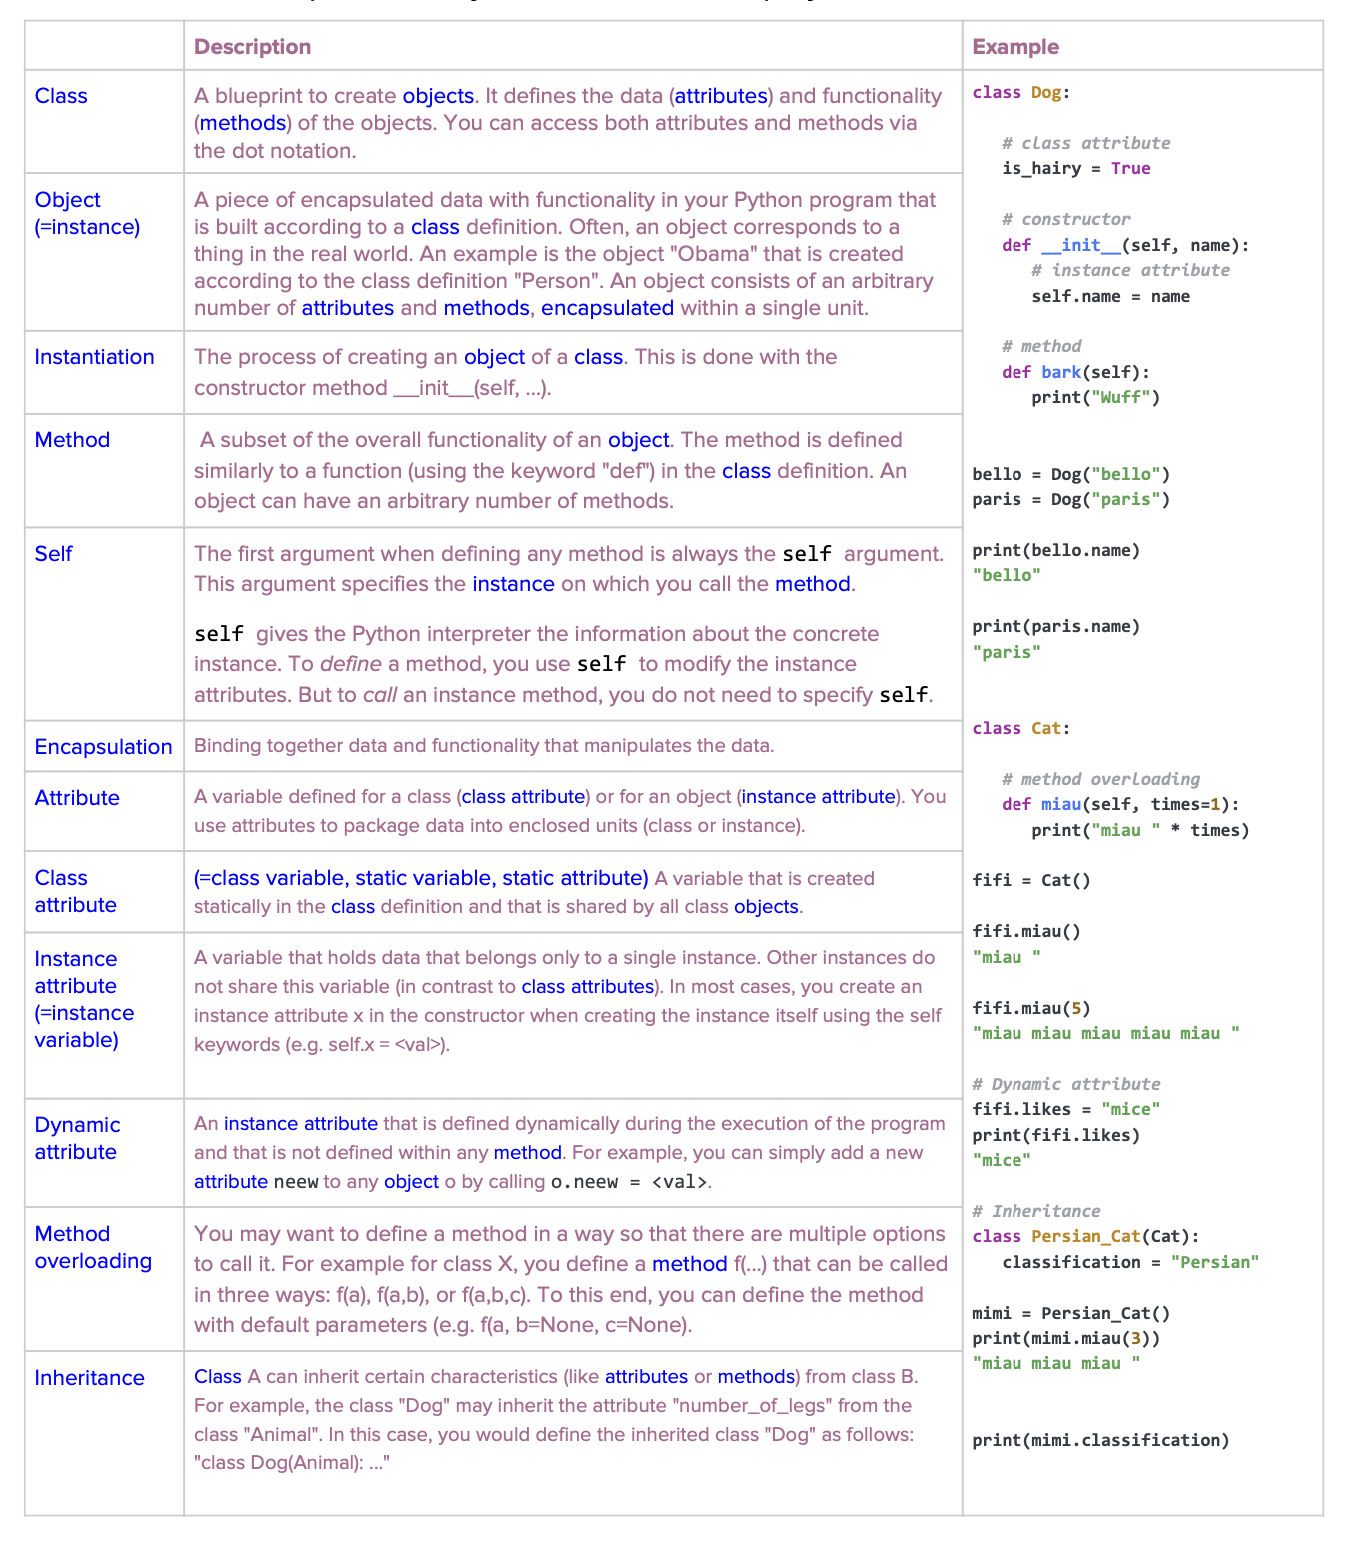 Description
Example
Class
A blueprint to create objects. It defines the data (attributes) and functionality
(methods) of the objects. You can access both attributes and methods via
the dot notation.
Object
(=instance)
A piece of encapsulated data with functionality in your Python program that
is built according to a class definition. Often, an object corresponds to a
thing in the real world. An example is the object "Obama" that is created
according to the class definition "Person". An object consists of an arbitrary
number of attributes and methods, encapsulated within a single unit.
Instantiation
The process of creating an object of a class. This is done with the
constructor method __init__(self, ...).
Method
A subset of the overall functionality of an object. The method is defined
similarly to a function (using the keyword "def") in the class definition. An
object can have an arbitrary number of methods.
Self
The first argument when defining any method is always the self argument.
This argument specifies the instance on which you call the method.
self gives the Python interpreter the information about the concrete
instance. To define a method, you use self to modify the instance
attributes. But to call an instance method, you do not need to specify self.
Encapsulation
Binding together data and functionality that manipulates the data.
Attribute
A variable defined for a class (class attribute) or for an object (instance attribute). You
use attributes to package data into enclosed units (class or instance).
Class
attribute
(=class variable, static variable, static attribute) A variable that is created
statically in the class definition and that is shared by all class objects.
Instance
attribute
(=instance
variable)
A variable that holds data that belongs only to a single instance. Other instances do
not share this variable (in contrast to class attributes). In most cases, you create an
instance attribute x in the constructor when creating the instance itself using the self
keywords (e.g. self.x = <val>).
Dynamic
attribute
An instance attribute that is defined dynamically during the execution of the program
and that is not defined within any method. For example, you can simply add a new
attribute neew to any object o by calling o.neew = <val>.
Method
overloading
You may want to define a method in a way so that there are multiple options
to call it. For example for class X, you define a method f(...) that can be called
in three ways: f(a), f(a,b), or f(a,b,c). To this end, you can define the method
with default parameters (e.g. f(a, b=None, c=None).
Inheritance
Class A can inherit certain characteristics (like attributes or methods) from class B.
For example, the class "Dog" may inherit the attribute "number_of_legs" from the
class "Animal". In this case, you would define the inherited class "Dog" as follows:
"class Dog(Animal): ..."
class Dog:
# class attribute
is_hairy = True
# constructor
def __init__(self, name):
# instance attribute
self.name = name
# method
def bark(self):
print("Wuff")
bello = Dog("bello")
paris = Dog("paris")
print(bello.name)
"bello"
print(paris.name)
"paris"
class Cat:
# method overloading
def miau(self, times=1):
print("miau " * times)
fifi = Cat()
fifi.miau()
"miau "
fifi.miau(5)
"miau miau miau miau miau "
# Dynamic attribute
fifi.likes = "mice"
print(fifi.likes)
"mice"
# Inheritance
class Persian_Cat(Cat):
classification = "Persian"
mimi = Persian_Cat()
print(mimi.miau(3))
"miau miau miau "
print(mimi.classification)